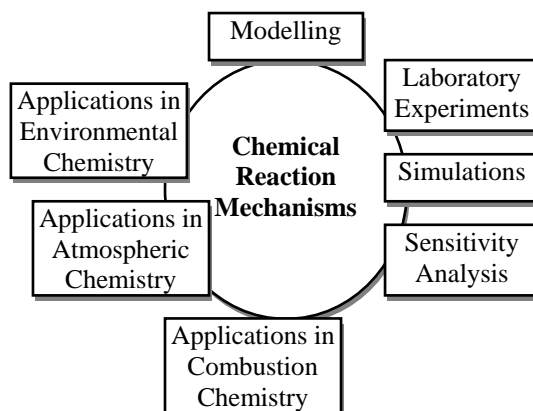 Modelling
Laboratory
Experiments
Simulations
Sensitivity
Analysis
Applications in
Combustion
Chemistry
Applications in
Atmospheric
Chemistry
Applications in
Environmental
Chemistry
Chemical
Reaction
Mechanisms